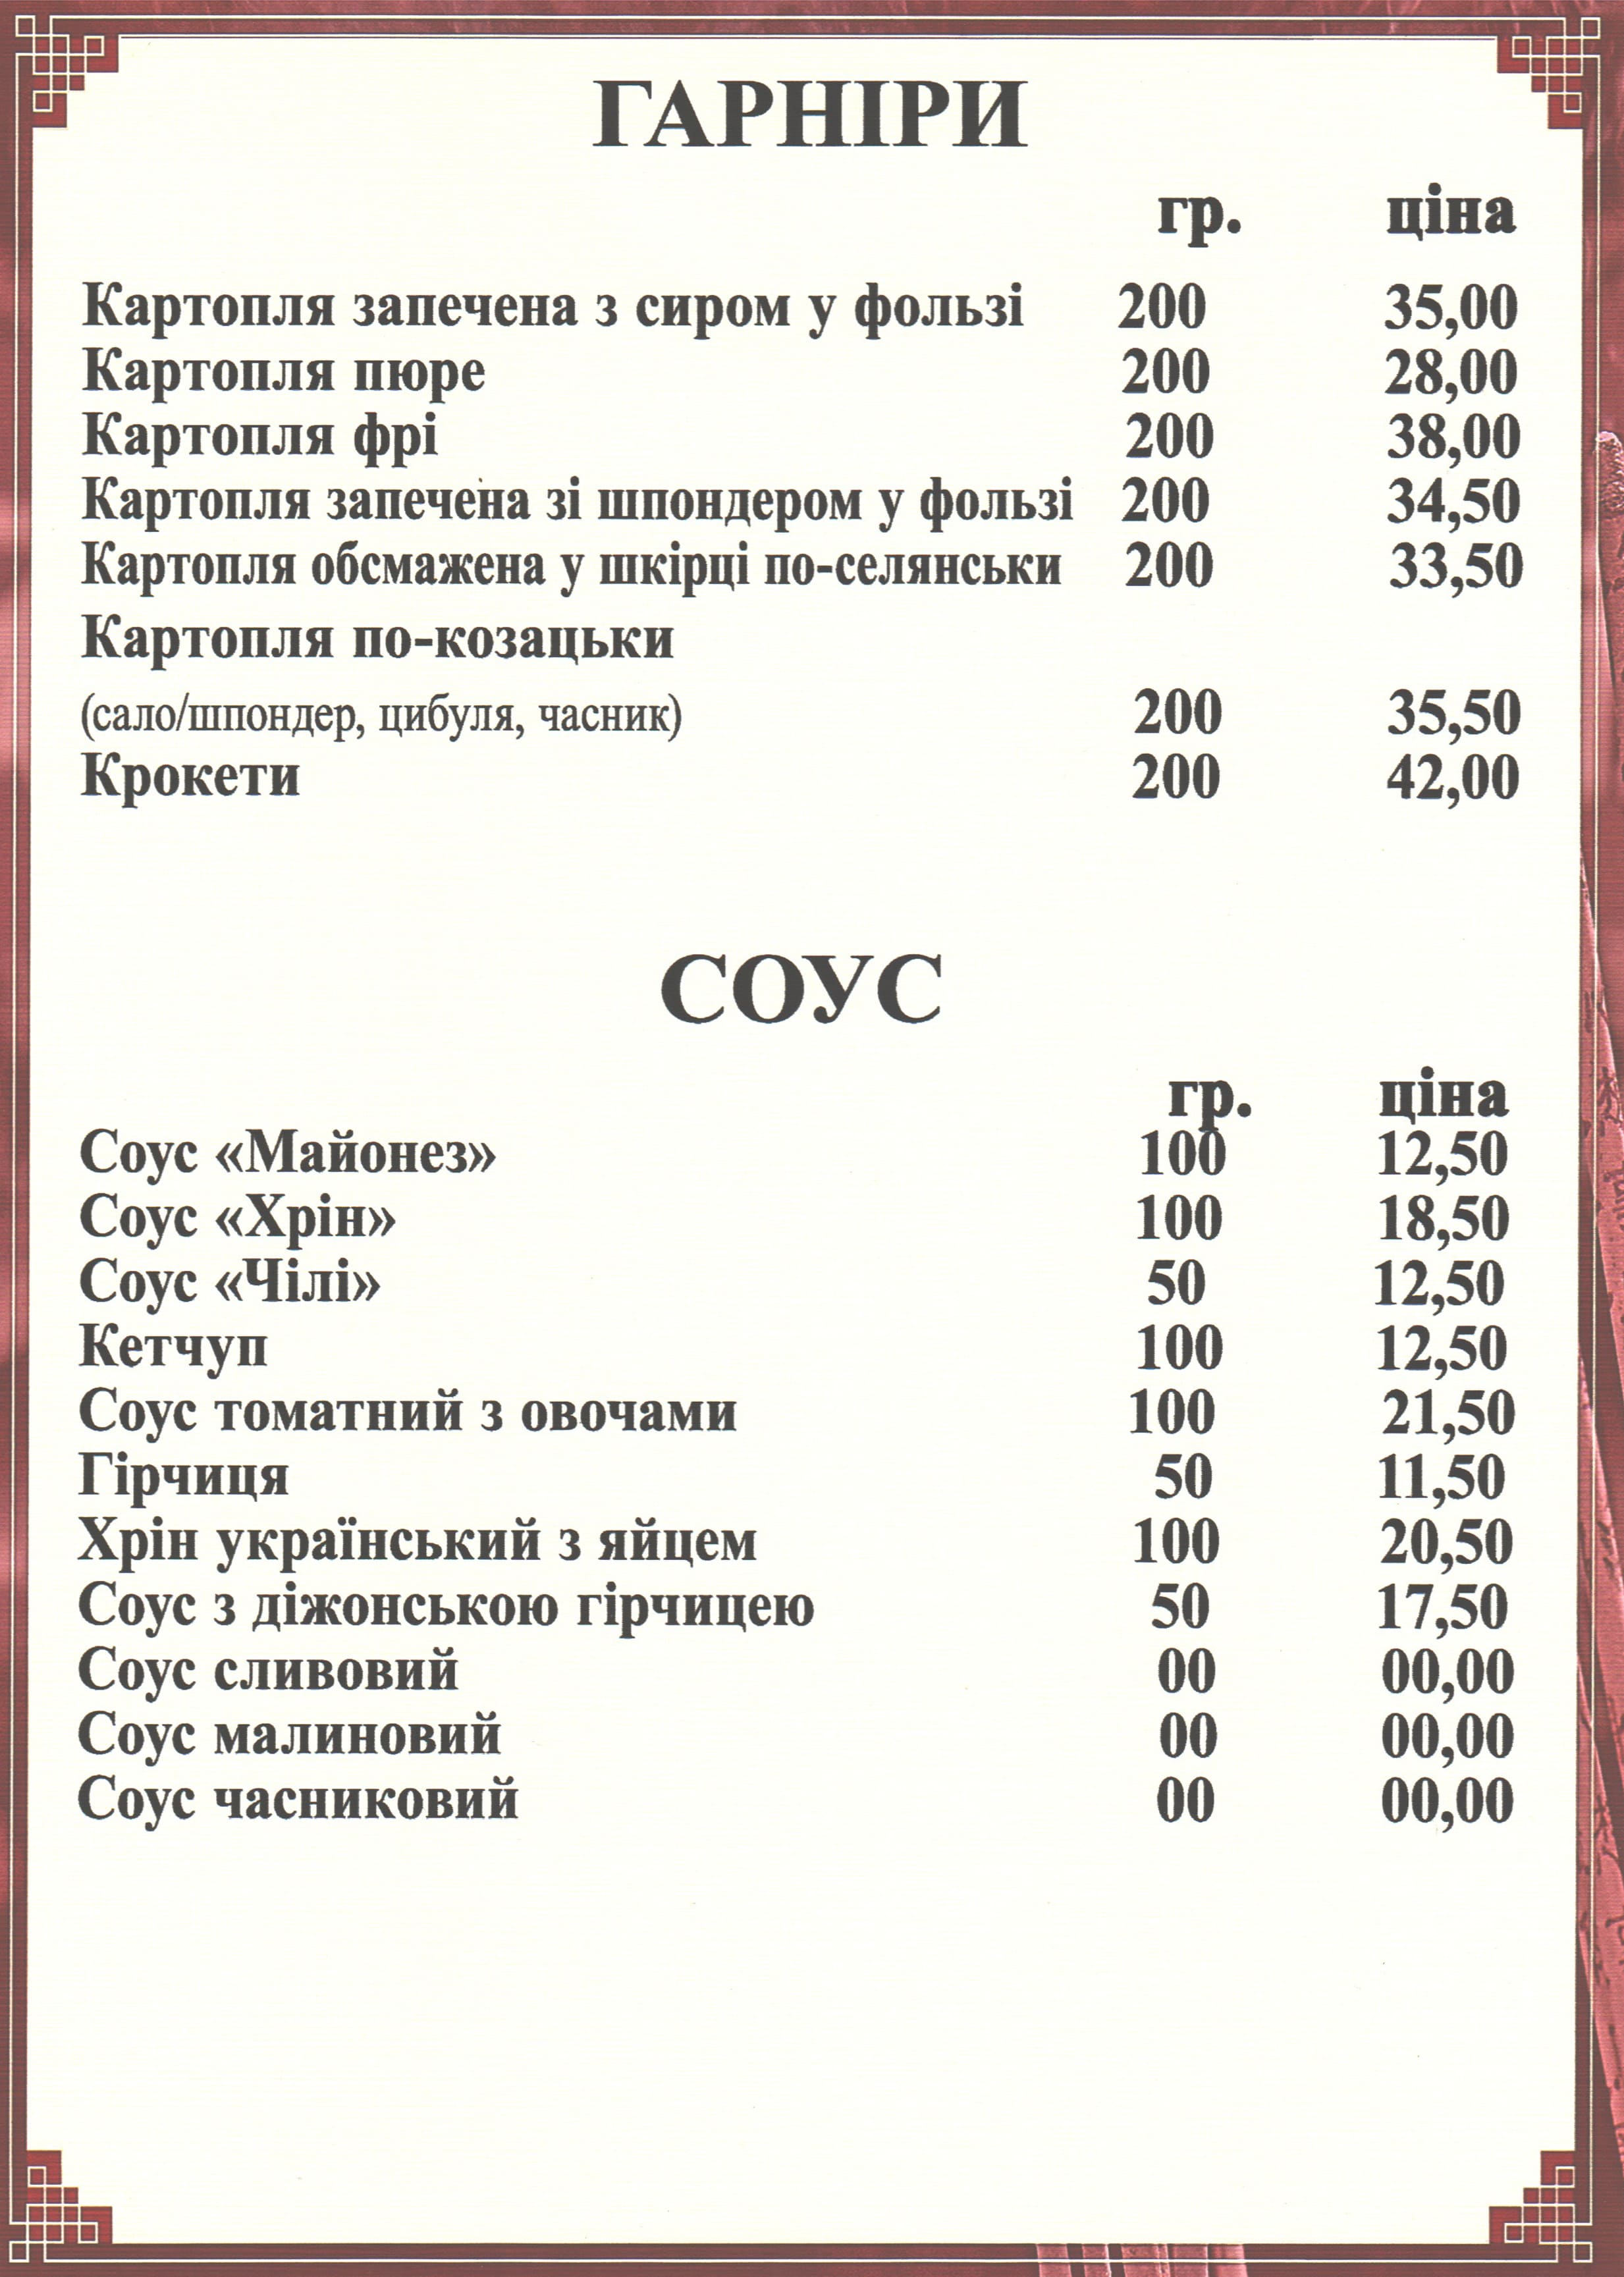 ГАРНІРИ
гр. ціна
Картопля запечена з сиром у фользі 200 35,00
Картопля пюре 200 28,00
Картопля фрі 200 38,00
Картопля запечена зі шпондером у фользі 200 34,50
Картопля обсмажена у шкірці по-селянськи 200 33,50
Картопля по-козацьки
(сало/шпондер, цибуля, часник) 200 35,50
Крокети 200 42,00
СОУС
гр. ціна
Соус «Майонез» 100 12,50
Соус «Хрін» 100 18,50
Соус «Чілі» 50 12,50
Кетчуп 100 12,50
Соус томатний з овочами 100 21,50
Гірчиця 50 11,50
Хрін український з яйцем 100 20,50
Соус з діжонською гірчицею 50 17,50
Соус сливовий 00 00,00
Соус малиновий 00 00,00
Соус часниковий 00 00,00